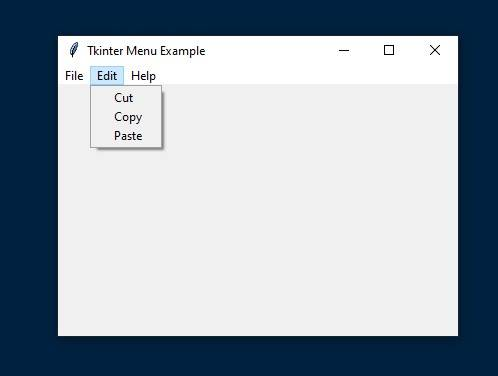 Tkinter Menu Example
File Edit Help
Cut
Copy
Paste